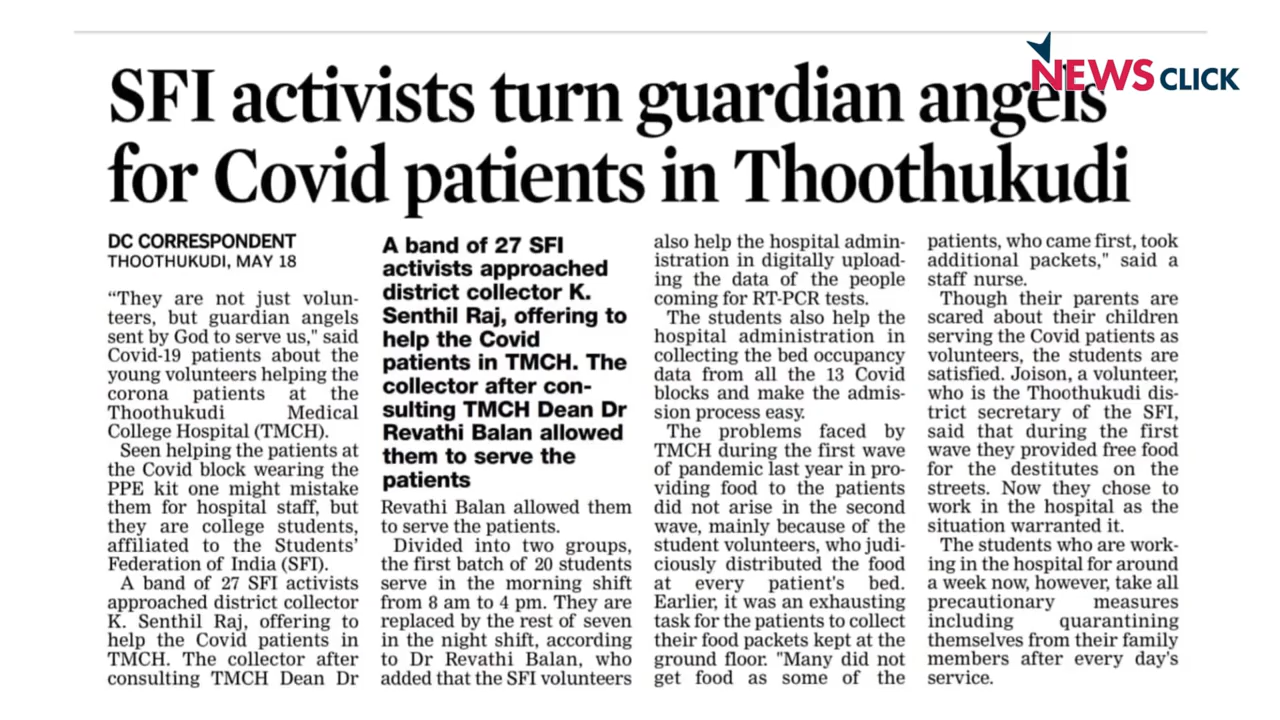 NEWSCLICK
SFI activists turn guardian angels
for Covid patients in Thoothukudi
DC CORRESPONDENT
THOOTHUKUDI, MAY 18
“They are not just volun-
teers, but guardian angels
sent by God to serve us," said
Covid-19 patients about the
young volunteers helping the
corona patients at the
Thoothukudi Medical
College Hospital (TMCH).
Seen helping the patients at
the Covid block wearing the
PPE kit one might mistake
them for hospital staff, but
they are college students,
affiliated to the Students’
Federation of India (SFI).
A band of 27 SFI activists
approached district collector
K. Senthil Raj, offering to
help the Covid patients in
TMCH. The collector after
consulting TMCH Dean Dr
A band of 27 SFI
activists approached
district collector K.
Senthil Raj, offering to
help the Covid
patients in TMCH. The
collector after con-
sulting TMCH Dean Dr
Revathi Balan allowed
them to serve the
patients
Revathi Balan allowed them
to serve the patients.
Divided into two groups,
the first batch of 20 students
serve in the morning shift
from 8 am to 4 pm. They are
replaced by the rest of seven
in the night shift, according
to Dr Revathi Balan, who
added that the SFI volunteers
also help the hospital admin-
istration in digitally upload-
ing the data of the people
coming for RT-PCR tests.
The students also help the
hospital administration in
collecting the bed occupancy
data from all the 13 Covid
blocks and make the admis-
sion process easy.
The problems faced by
TMCH during the first wave
of pandemic last year in pro-
viding food to the patients
did not arise in the second
wave, mainly because of the
student volunteers, who judi-
ciously distributed the food
at every patient's bed.
Earlier, it was an exhausting
task for the patients to collect
their food packets kept at the
ground floor. "Many did not
get food as some of the
patients, who came first, took
additional packets," said a
staff nurse.
Though their parents are
scared about their children
serving the Covid patients as
volunteers, the students are
satisfied. Joison, a volunteer,
who is the Thoothukudi dis-
trict secretary of the SFI,
said that during the first
wave they provided free food
for the destitutes on the
streets. Now they chose to
work in the hospital as the
situation warranted it.
The students who are work-
ing in the hospital for around
a week now, however, take all
precautionary measures
including quarantining
themselves from their family
members after every day's
service.